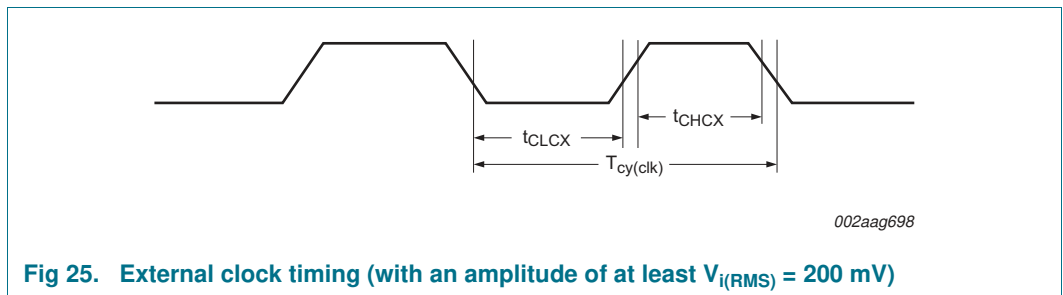 tCHCX
tCLCX
Tcy(clk)
002aag698
Fig 25. External clock timing (with an amplitude of at least Vi(RMS) = 200 mV)